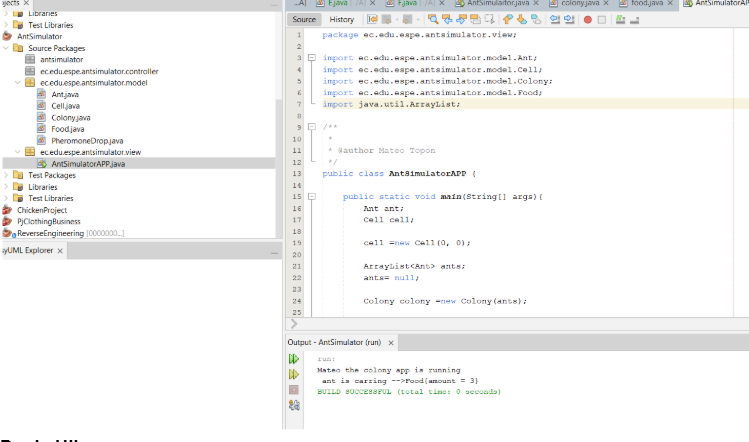 ojects ×
Libraries
Test Libraries
AntSimulator
Source Packages
antsimulator
ec.edu.espe.antsimulator.controller
ec.edu.espe.antsimulator.model
Ant.java
Cell.java
Colony.java
Food.java
PheromoneDrop.java
ec.edu.espe.antsimulator.view
AntSimulatorAPP.java
Test Packages
Libraries
Test Libraries
ChickenProject
PjClothingBusiness
ReverseEngineering [0000000...]
syUML Explorer ×
...A] F.java [-/A] × F.java [-/A] × AntSimulador.java × colony.java × food.java × AntSimulatorAP
Source History
1 package ec.edu.espe.antsimulator.view;
2
3 import ec.edu.espe.antsimulator.model.Ant;
4 import ec.edu.espe.antsimulator.model.Cell;
5 import ec.edu.espe.antsimulator.model.Colony;
6 import ec.edu.espe.antsimulator.model.Food;
7 import java.util.ArrayList;
8
9 /**
10 *
11 * @author Mateo Topon
12 */
13 public class AntSimulatorAPP {
14
15 public static void main(String[] args){
16 Ant ant;
17 Cell cell;
18
19 cell =new Cell(0, 0);
20
21 ArrayList<Ant> ants;
22 ants= null;
23
24 Colony colony =new Colony(ants);
25
Output - AntSimulator (run) ×
run:
Mateo the colony app is running
ant is carring -->Food{amount = 3}
BUILD SUCCESSFUL (total time: 0 seconds)